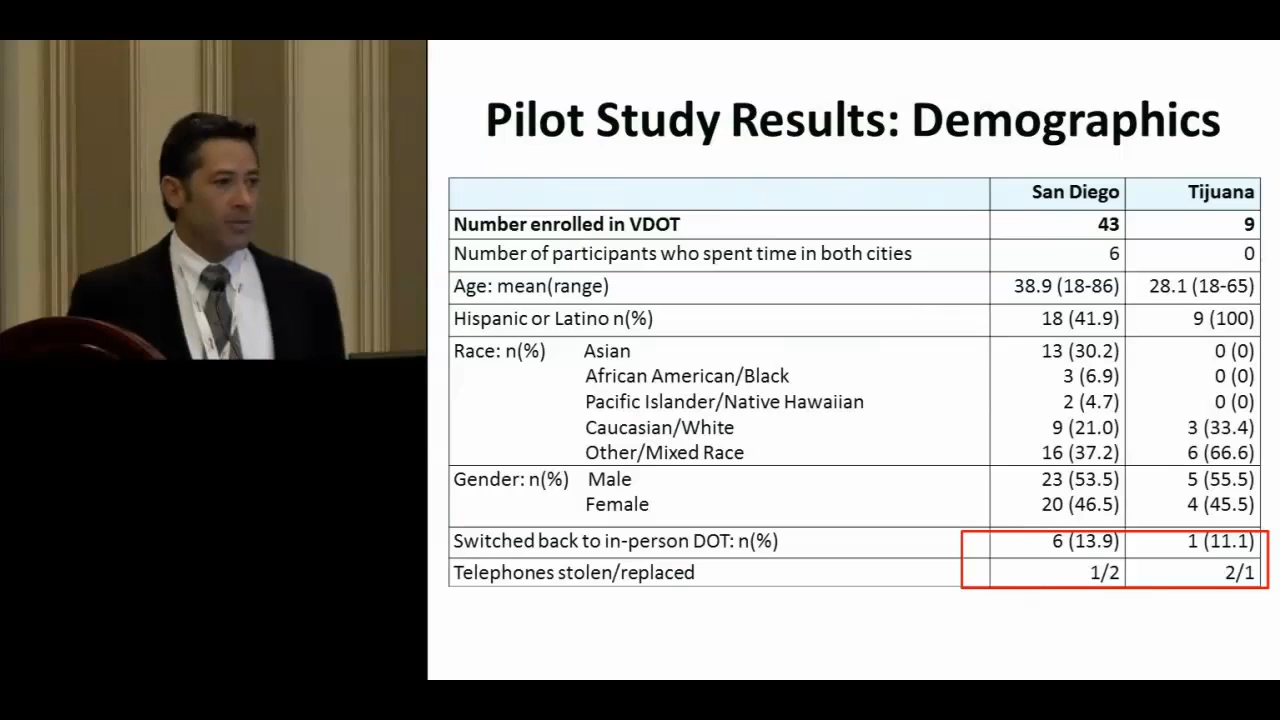 Pilot Study Results: Demographics
San Diego Tijuana
Number enrolled in VDOT 43 9
Number of participants who spent time in both cities 6 0
Age: mean(range) 38.9 (18-86) 28.1 (18-65)
Hispanic or Latino n(%) 18 (41.9) 9 (100)
Race: n(%) Asian 13 (30.2) 0 (0)
African American/Black 3 (6.9) 0 (0)
Pacific Islander/Native Hawaiian 2 (4.7) 0 (0)
Caucasian/White 9 (21.0) 3 (33.4)
Other/Mixed Race 16 (37.2) 6 (66.6)
Gender: n(%) Male 23 (53.5) 5 (55.5)
Female 20 (46.5) 4 (45.5)
Switched back to in-person DOT: n(%) 6 (13.9) 1 (11.1)
Telephones stolen/replaced 1/2 2/1